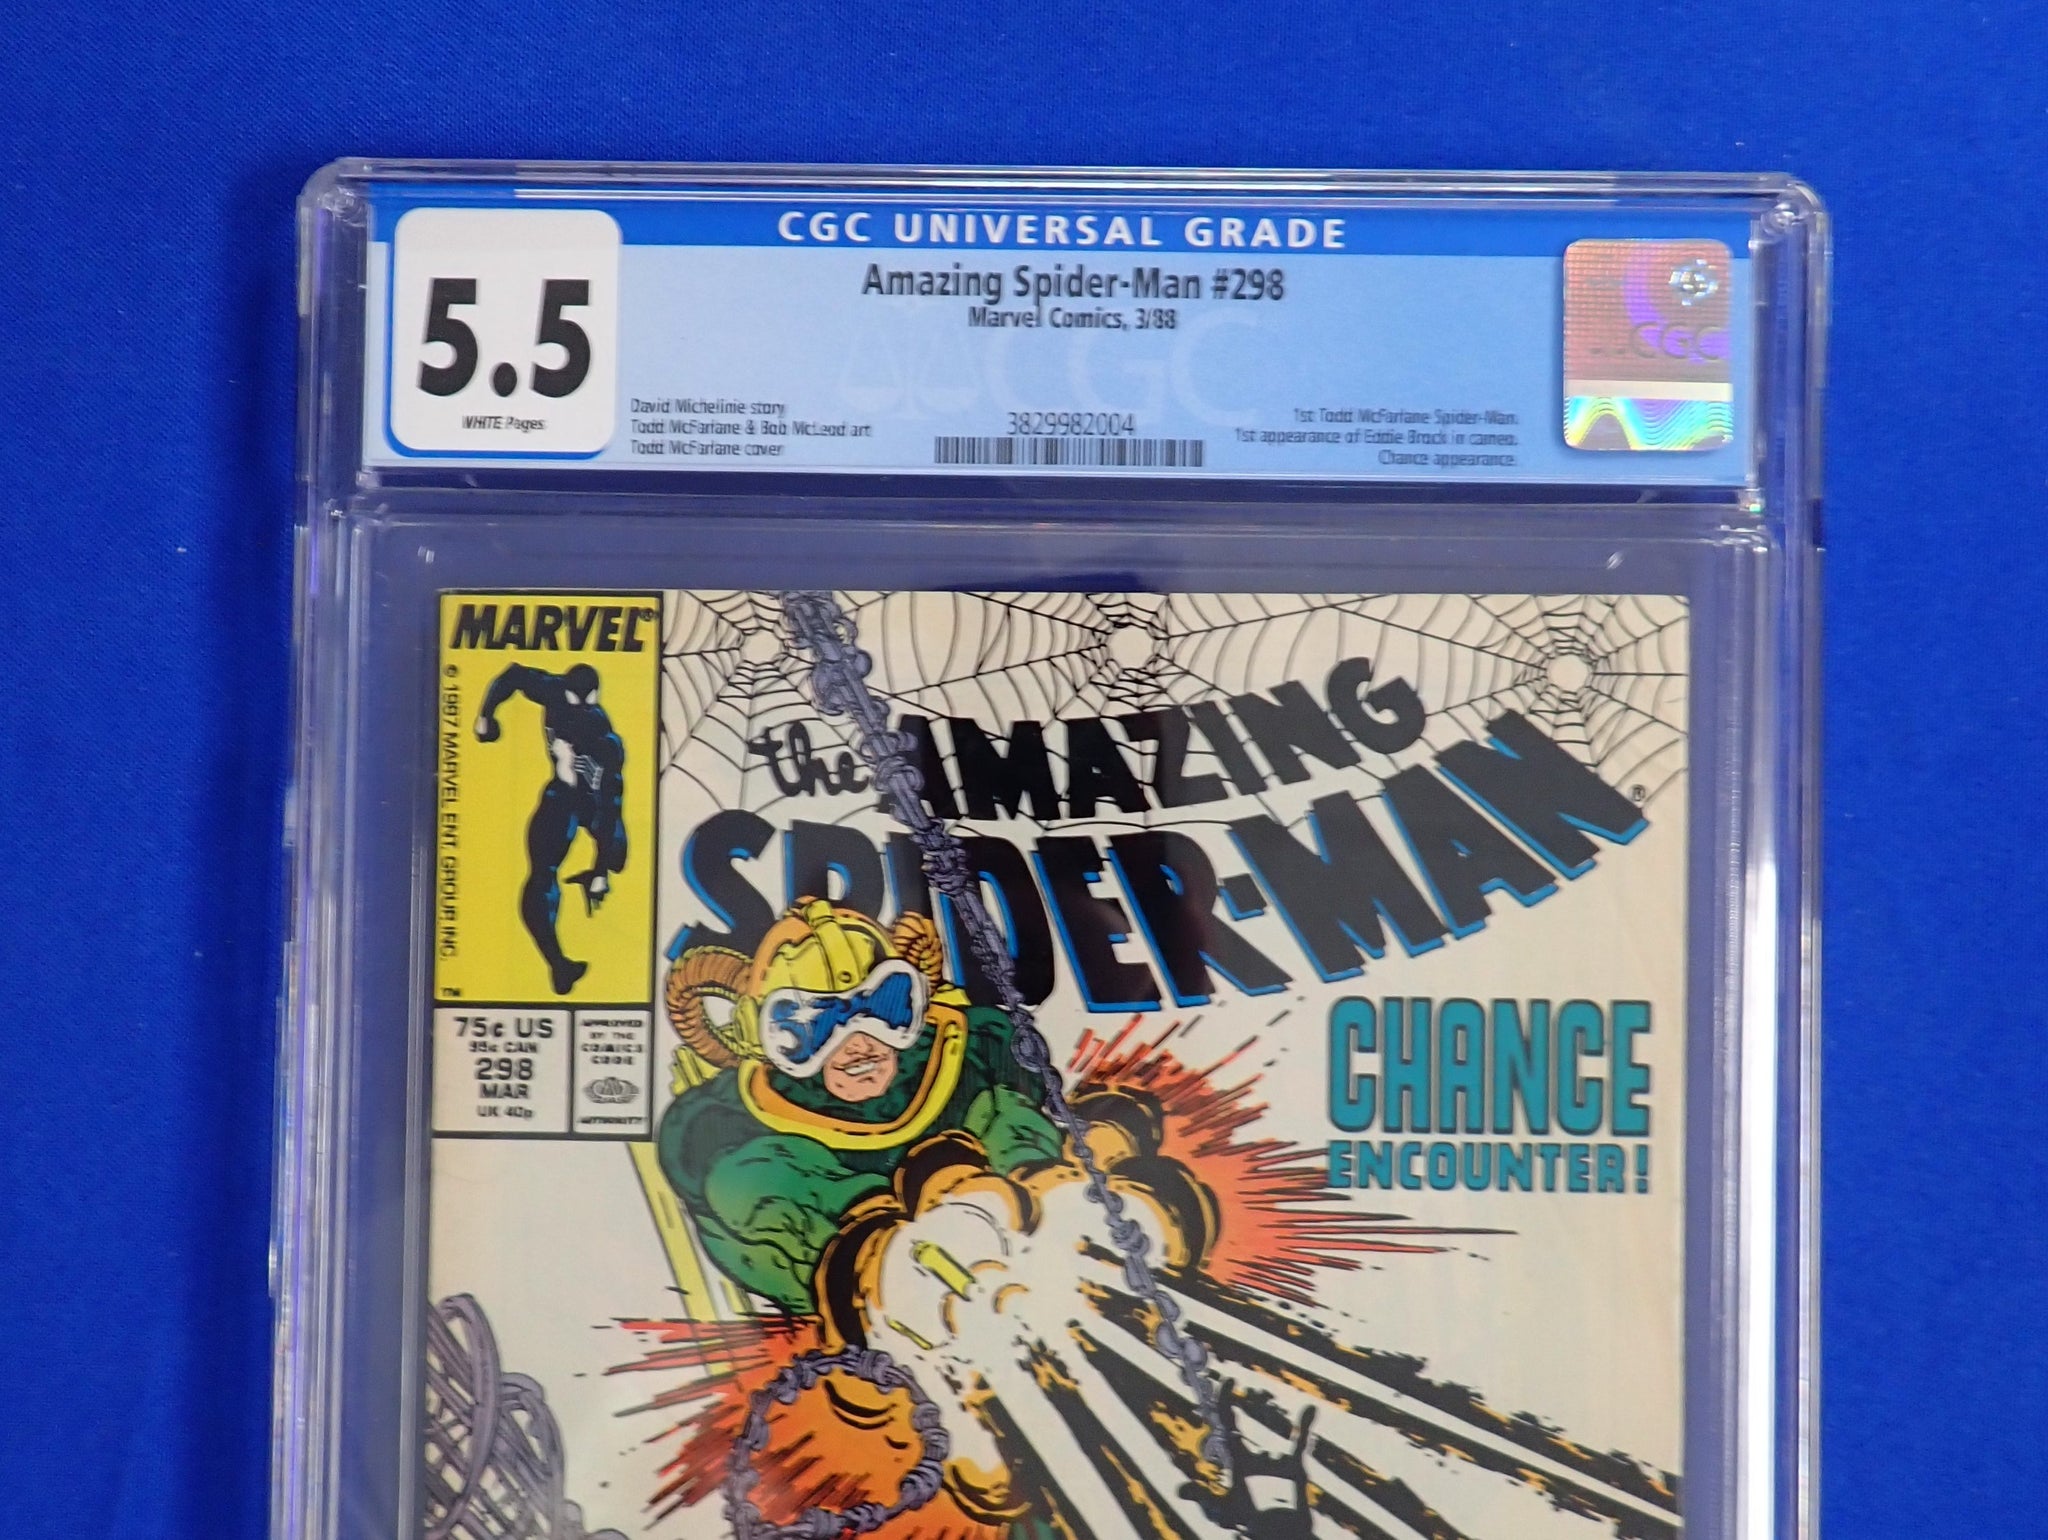 CGC UNIVERSAL GRADE
5.5
WHITE Pages
Amazing Spider-Man #298
Marvel Comics, 3/88
David Michelinie story
Todd McFarlane & Bob McLeod art
Todd McFarlane cover
3829982004
1st Todd McFarlane Spider-Man.
1st appearance of Eddie Brock in cameo.
Chance appearance.
CGC
CGC
MARVEL®
© 1987 MARVEL ENT. GROUP, INC.
TM
75¢ US
95¢ CAN
298
MAR
UK 40p
APPROVED
BY THE
COMICS
CODE
AUTHORITY
the AMAZING
SPIDER-MAN®
CHANCE
ENCOUNTER!